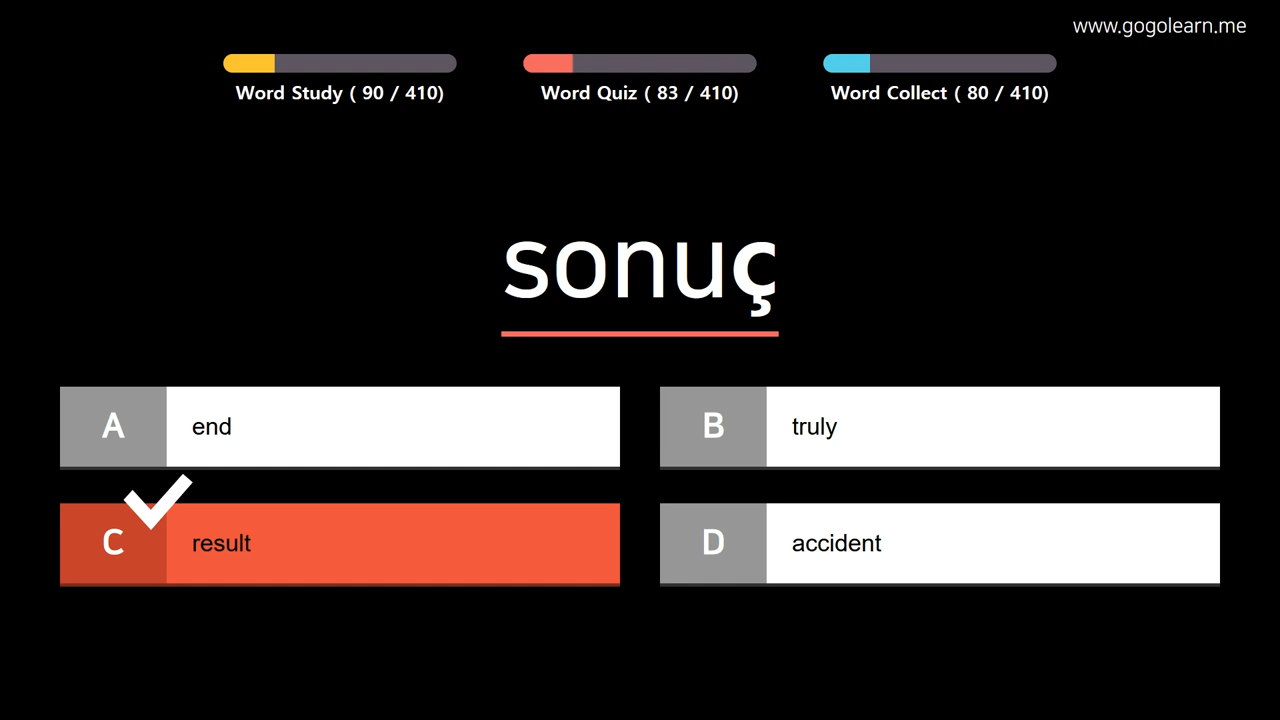 www.gogolearn.me
Word Study ( 90 / 410)
Word Quiz ( 83 / 410)
Word Collect ( 80 / 410)
sonuç
A end
B truly
C result
D accident